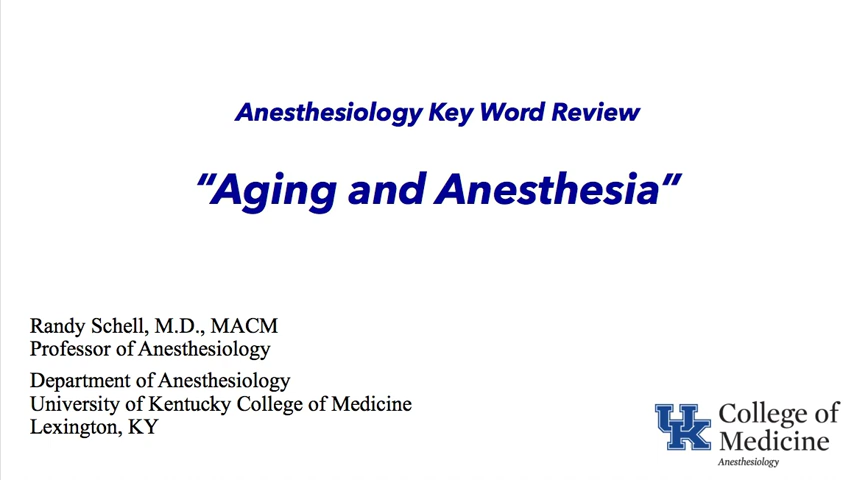 Anesthesiology Key Word Review
“Aging and Anesthesia”
Randy Schell, M.D., MACM
Professor of Anesthesiology
Department of Anesthesiology
University of Kentucky College of Medicine
Lexington, KY
UK
College of
Medicine
Anesthesiology